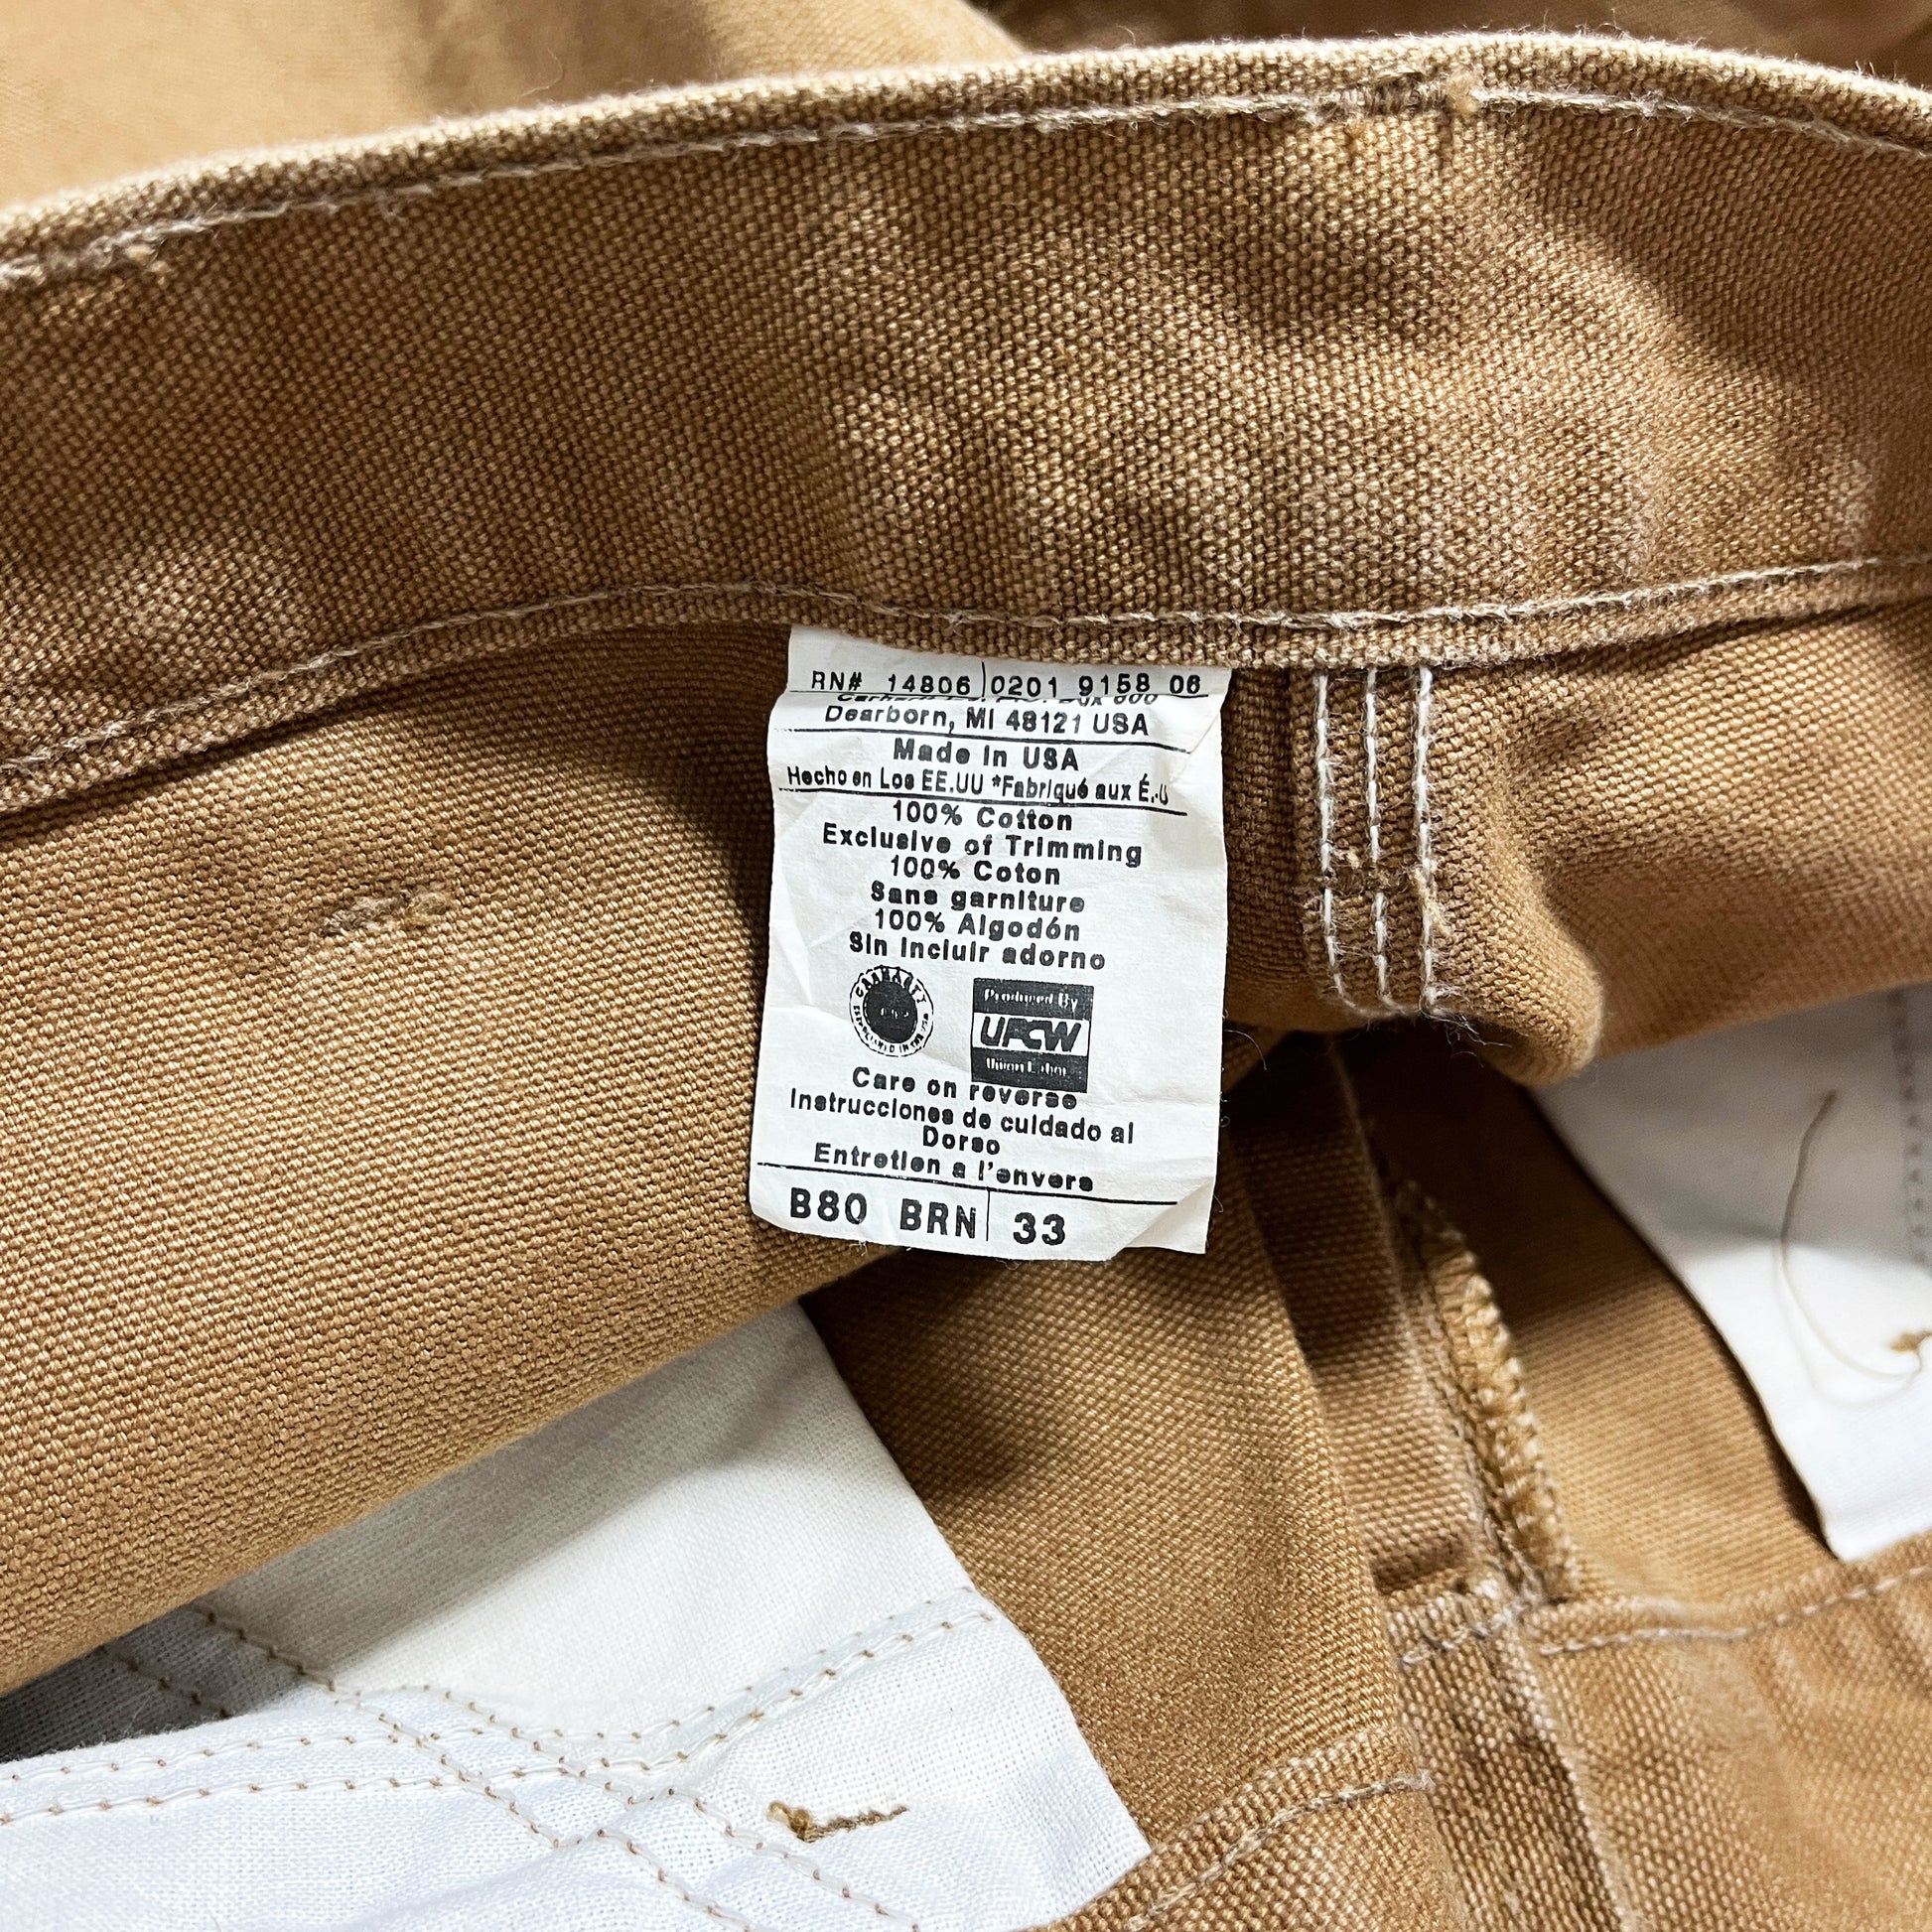 RN# 14806 0201 9158 06
Dearborn, MI 48121 USA
Made in USA
Hecho en Los EE.UU *Fabriqué aux É.-U
100% Cotton
Exclusive of Trimming
100% Coton
Sans garniture
100% Algodón
Sin incluir adorno
CARHARTT
Produced By
UFCW
Union Label
Care on reverse
Instrucciones de cuidado al
Dorso
Entretien a l'envers
B80 BRN 33